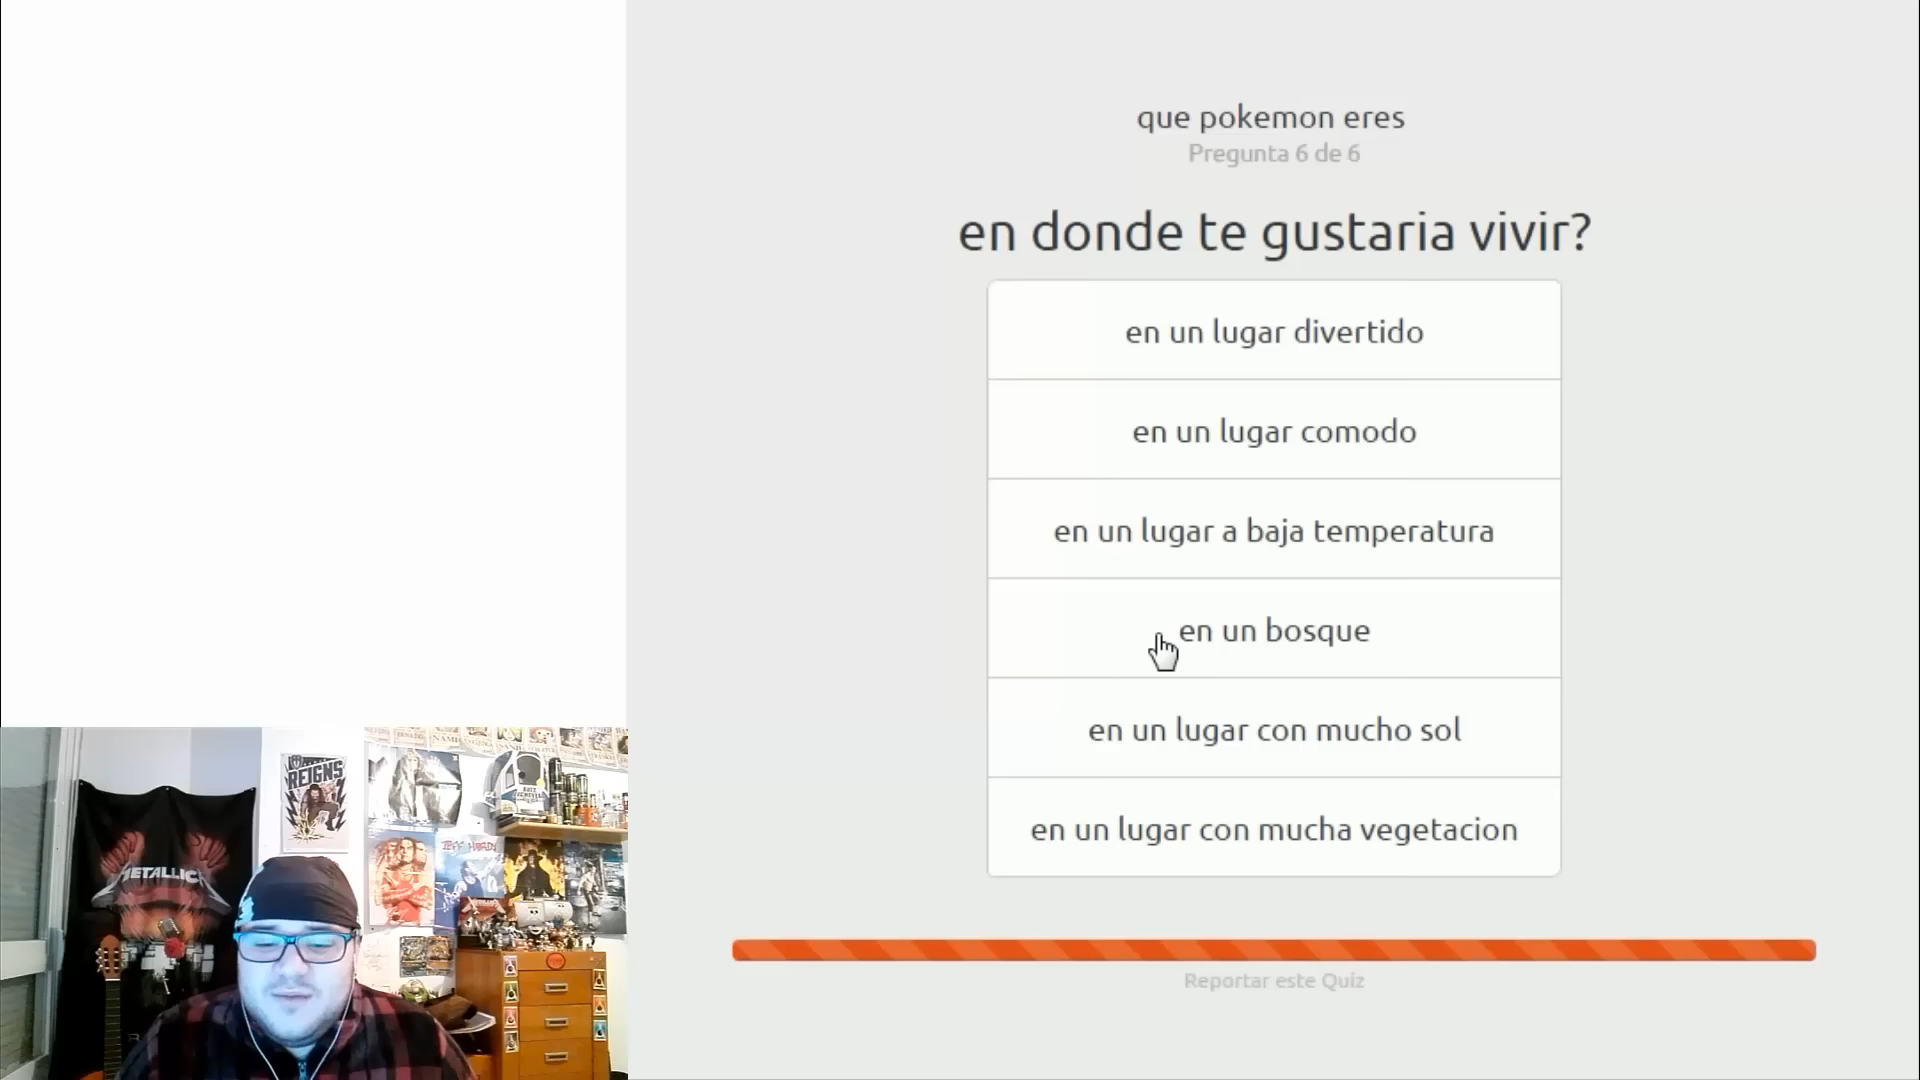 que pokemon eres
Pregunta 6 de 6
en donde te gustaria vivir?
en un lugar divertido
en un lugar comodo
en un lugar a baja temperatura
en un bosque
en un lugar con mucho sol
en un lugar con mucha vegetacion
Reportar este Quiz
REIGNS
JEFF HARDY
METALLICA